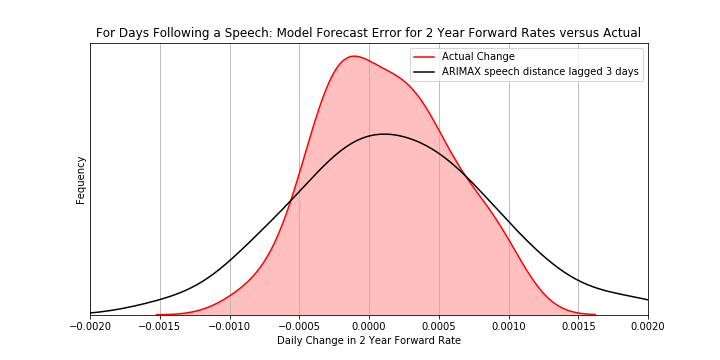 For Days Following a Speech: Model Forecast Error for 2 Year Forward Rates versus Actual
Actual Change
ARIMAX speech distance lagged 3 days
Fequency
−0.0020 −0.0015 −0.0010 −0.0005 0.0000 0.0005 0.0010 0.0015 0.0020
Daily Change in 2 Year Forward Rate